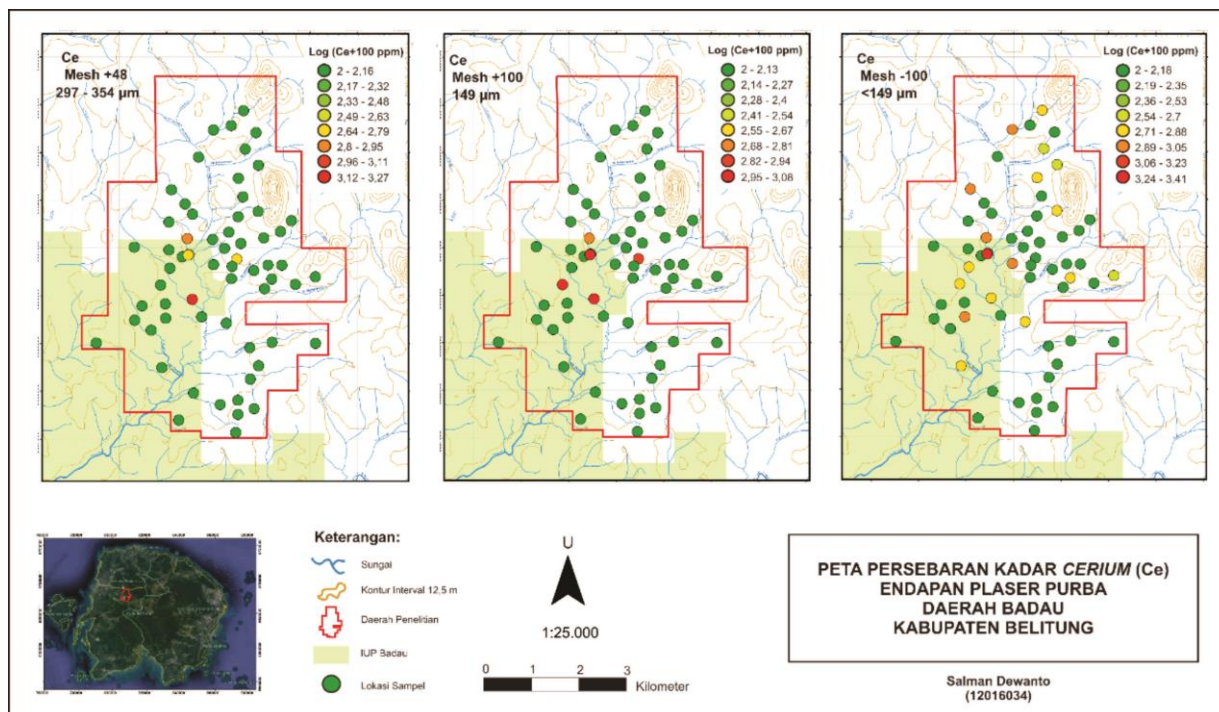 Ce
Mesh +48
297 - 354 µm
Log (Ce+100 ppm)
2 - 2,16
2,17 - 2,32
2,33 - 2,48
2,49 - 2,63
2,64 - 2,79
2,8 - 2,95
2,96 - 3,11
3,12 - 3,27
Ce
Mesh +100
149 µm
Log (Ce+100 ppm)
2 - 2,13
2,14 - 2,27
2,28 - 2,4
2,41 - 2,54
2,55 - 2,67
2,68 - 2,81
2,82 - 2,94
2,95 - 3,08
Ce
Mesh -100
<149 µm
Log (Ce+100 ppm)
2 - 2,18
2,19 - 2,35
2,36 - 2,53
2,54 - 2,7
2,71 - 2,88
2,89 - 3,05
3,06 - 3,23
3,24 - 3,41
Keterangan:
Sungai
Kontur Interval 12,5 m
Daerah Penelitian
IUP Badau
Lokasi Sampel
U
1:25.000
0 1 2 3
Kilometer
PETA PERSEBARAN KADAR CERIUM (Ce)
ENDAPAN PLASER PURBA
DAERAH BADAU
KABUPATEN BELITUNG
Salman Dewanto
(12016034)